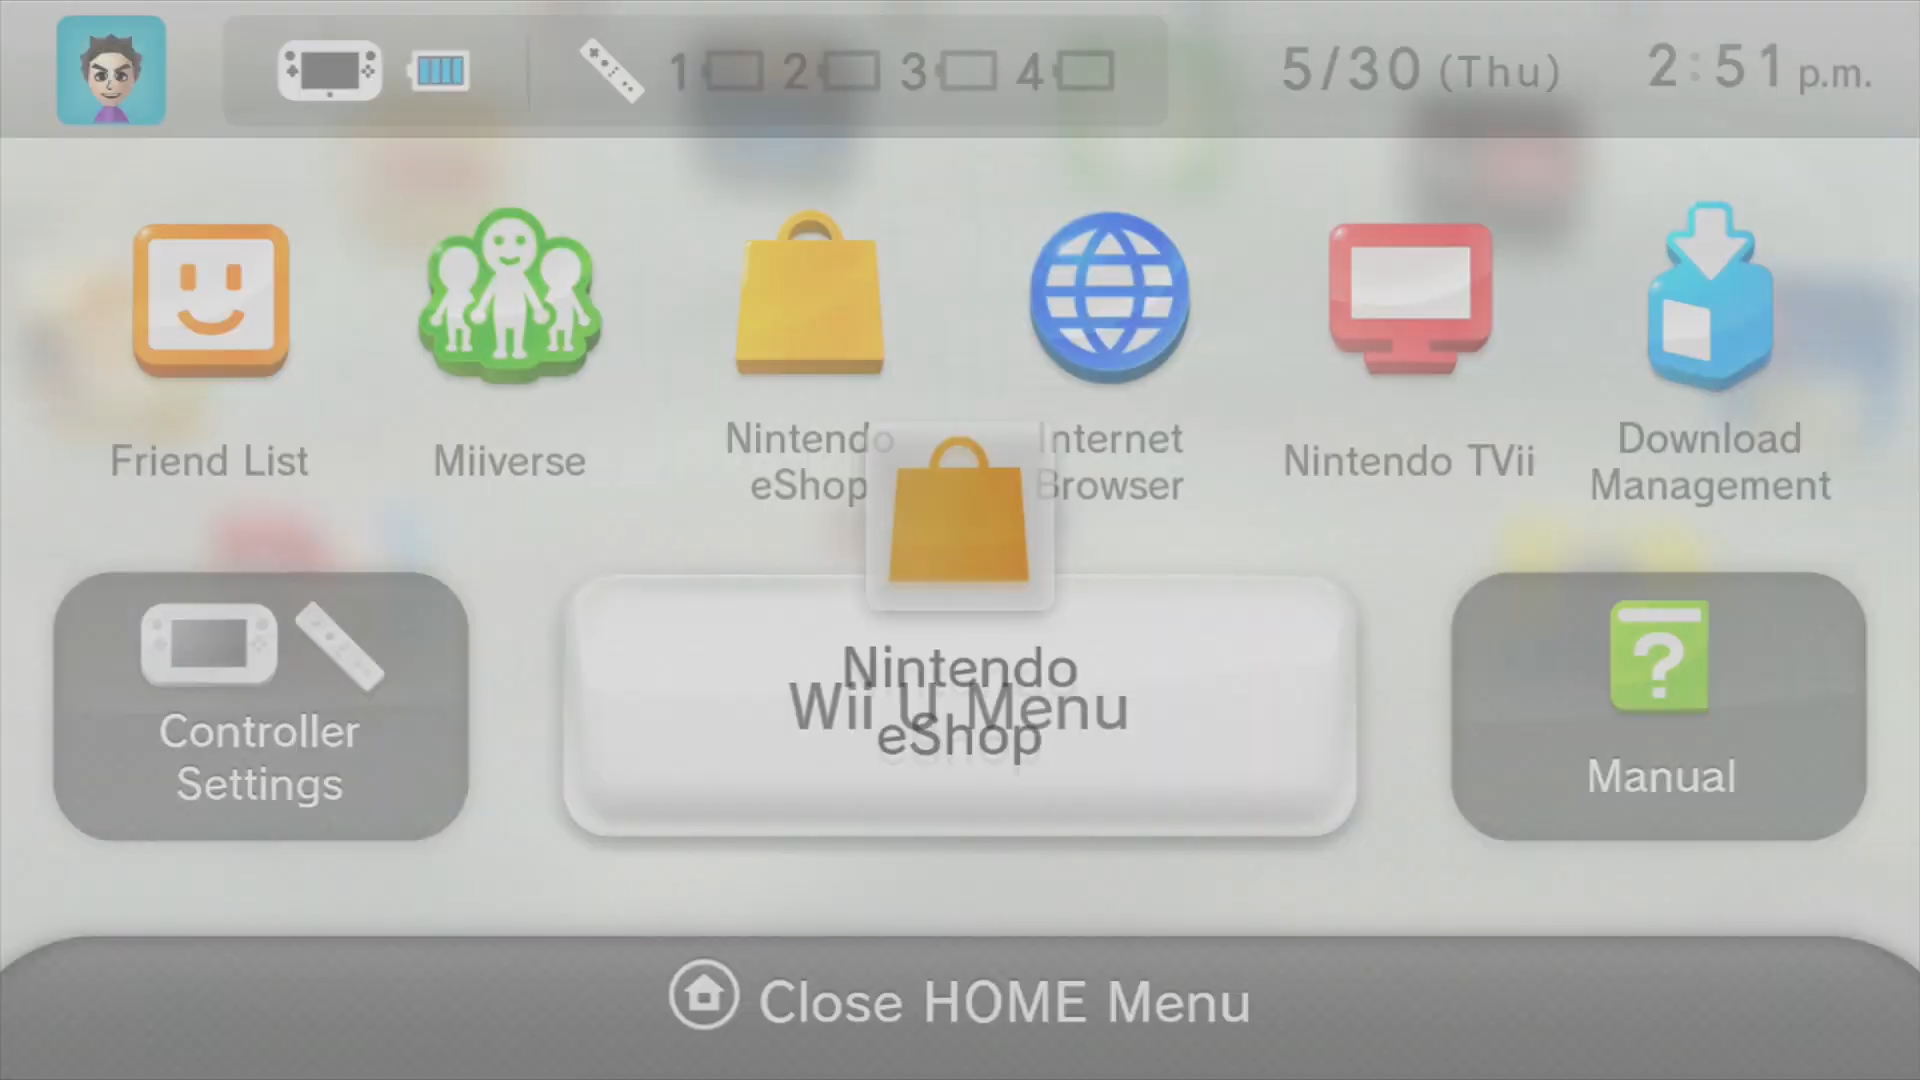 1 2 3 4 5/30 (Thu) 2:51 p.m.
Friend List
Miiverse
Nintendo
eShop
Internet
Browser
Nintendo TVii
Download
Management
Controller
Settings
Nintendo
eShop
Wii U Menu
?
Manual
Close HOME Menu